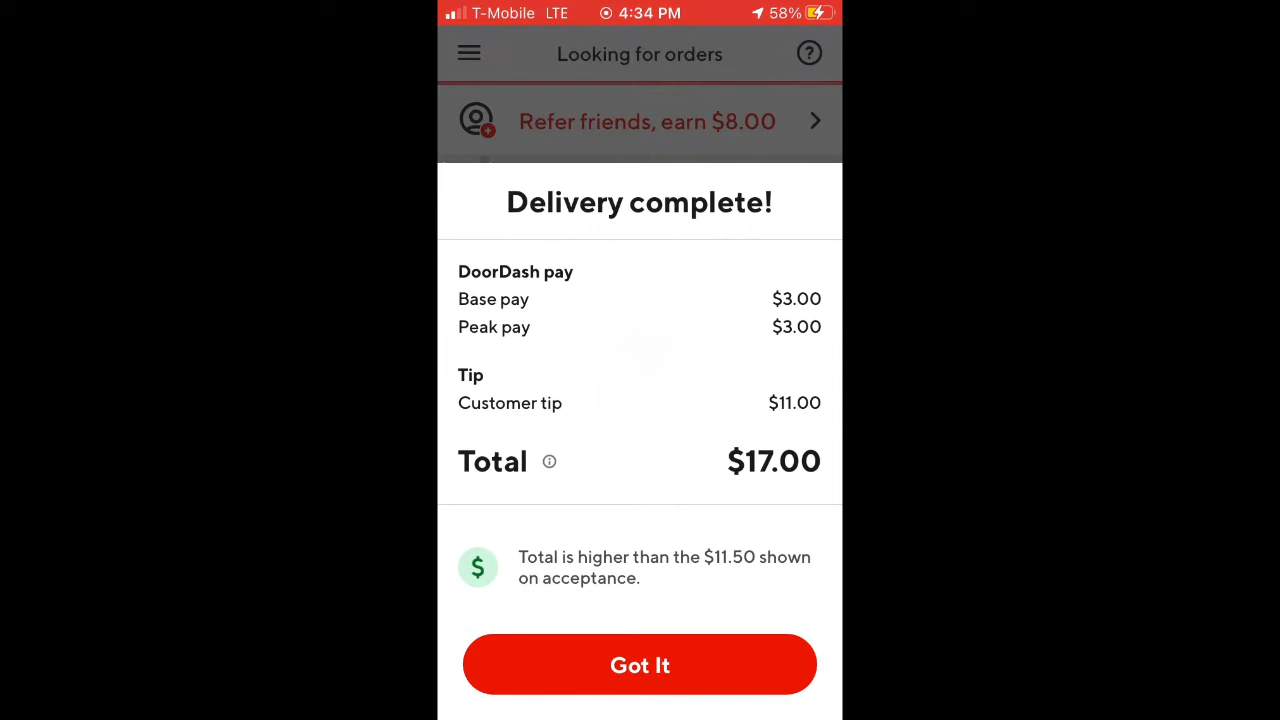 T-Mobile LTE 4:34 PM 58%
Looking for orders
Refer friends, earn $8.00
Delivery complete!
DoorDash pay
Base pay $3.00
Peak pay $3.00
Tip
Customer tip $11.00
Total $17.00
$ Total is higher than the $11.50 shown
on acceptance.
Got It